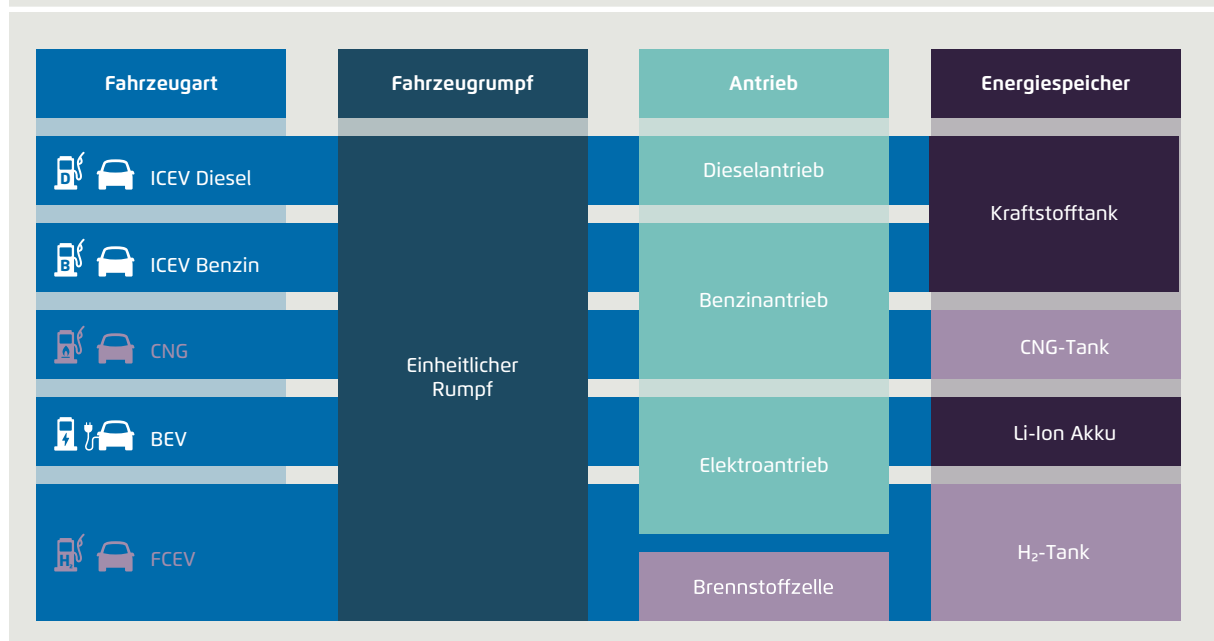 Fahrzeugart
Fahrzeugrumpf
Antrieb
Energiespeicher
D
ICEV Diesel
B
ICEV Benzin
CNG
BEV
H₂
FCEV
Einheitlicher
Rumpf
Dieselantrieb
Benzinantrieb
Elektroantrieb
Brennstoffzelle
Kraftstofftank
CNG-Tank
Li-Ion Akku
H₂-Tank